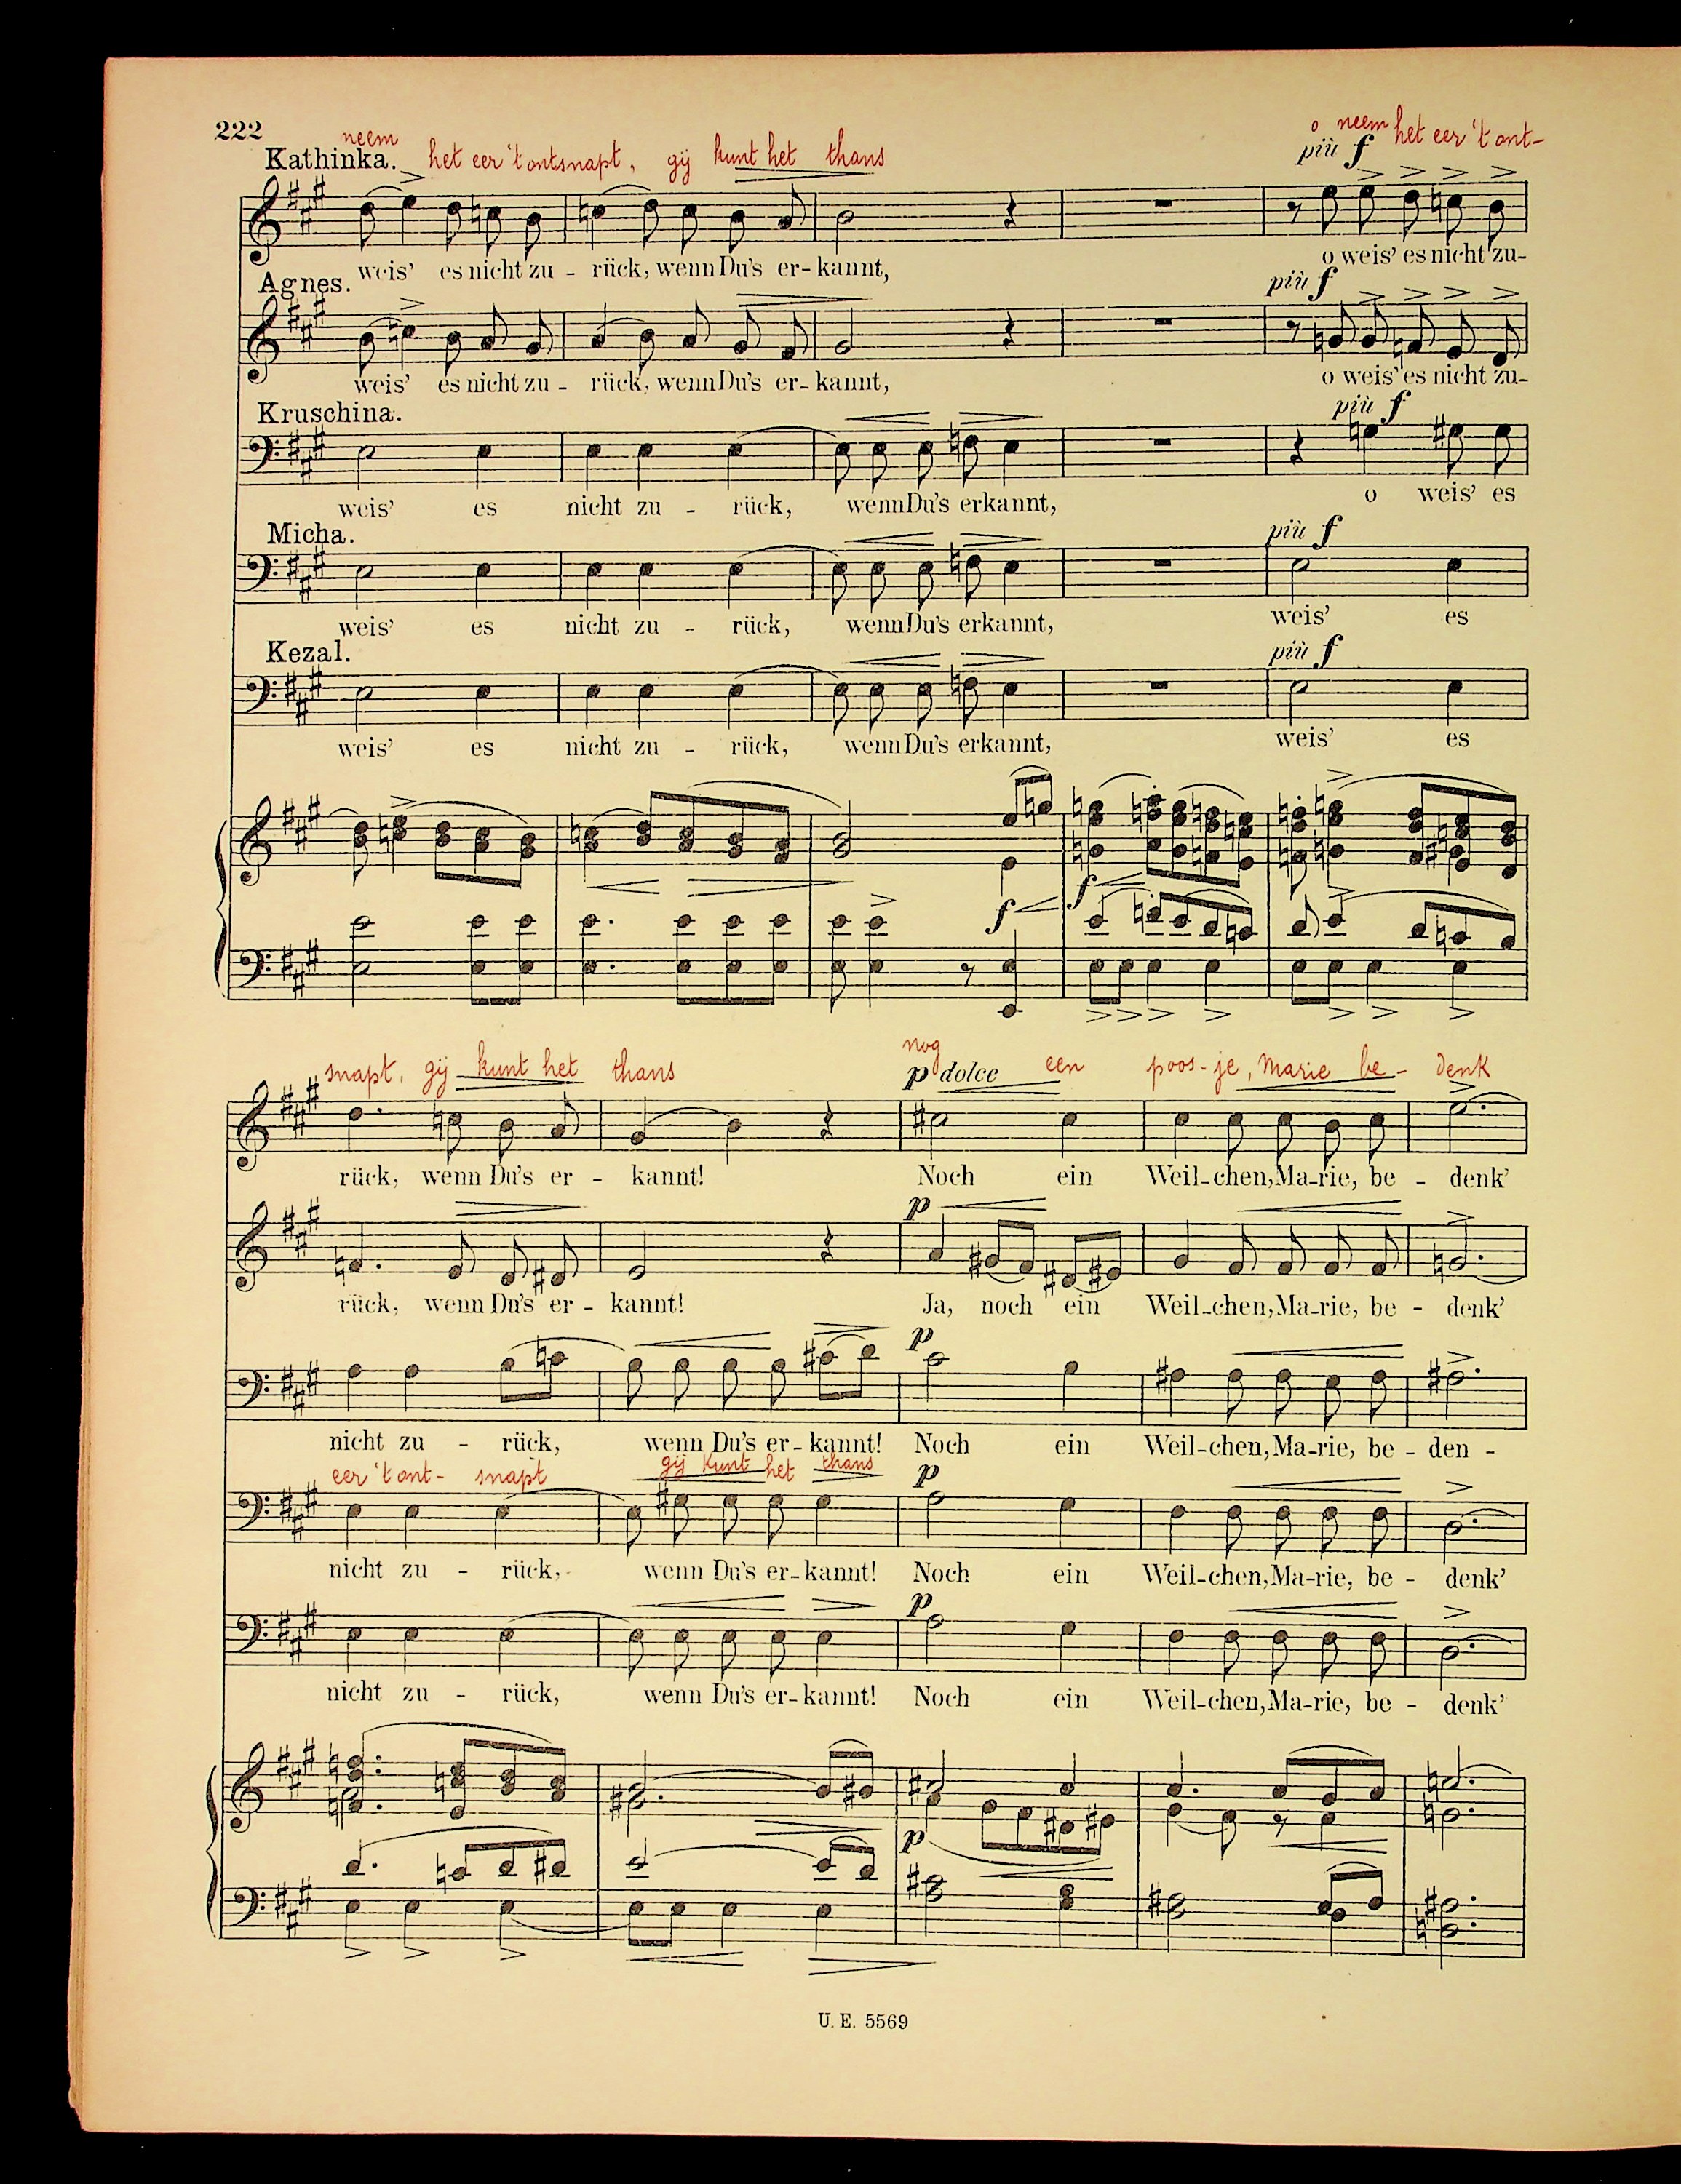 222
neem
Kathinka. het eer 't ontsnapt, gij kunt het thans
o neem het eer 't ont-
più f
weis' es nicht zu - rück, wenn Du's er - kannt, o weis' es nicht zu-
Agnes.
più f
weis' es nicht zu - rück, wenn Du's er - kannt, o weis' es nicht zu-
Kruschina.
più f
weis' es nicht zu - rück, wenn Du's erkannt, o weis' es
Micha.
più f
weis' es nicht zu - rück, wenn Du's erkannt, weis' es
Kezal.
più f
weis' es nicht zu - rück, wenn Du's erkannt, weis' es
f f
snapt, gij kunt het thans nog een poos-je, Marie be- denk
p dolce
rück, wenn Du's er - kannt! Noch ein Weil-chen, Ma-rie, be - denk'
p
rück, wenn Du's er - kannt! Ja, noch ein Weil-chen, Ma-rie, be - denk'
p
nicht zu - rück, wenn Du's er-kannt! Noch ein Weil-chen, Ma-rie, be - den -
eer 't ont- snapt gij kunt het thans
p
nicht zu - rück, wenn Du's er-kannt! Noch ein Weil-chen, Ma-rie, be - denk'
p
nicht zu - rück, wenn Du's er-kannt! Noch ein Weil-chen, Ma-rie, be - denk'
p
U. E. 5569